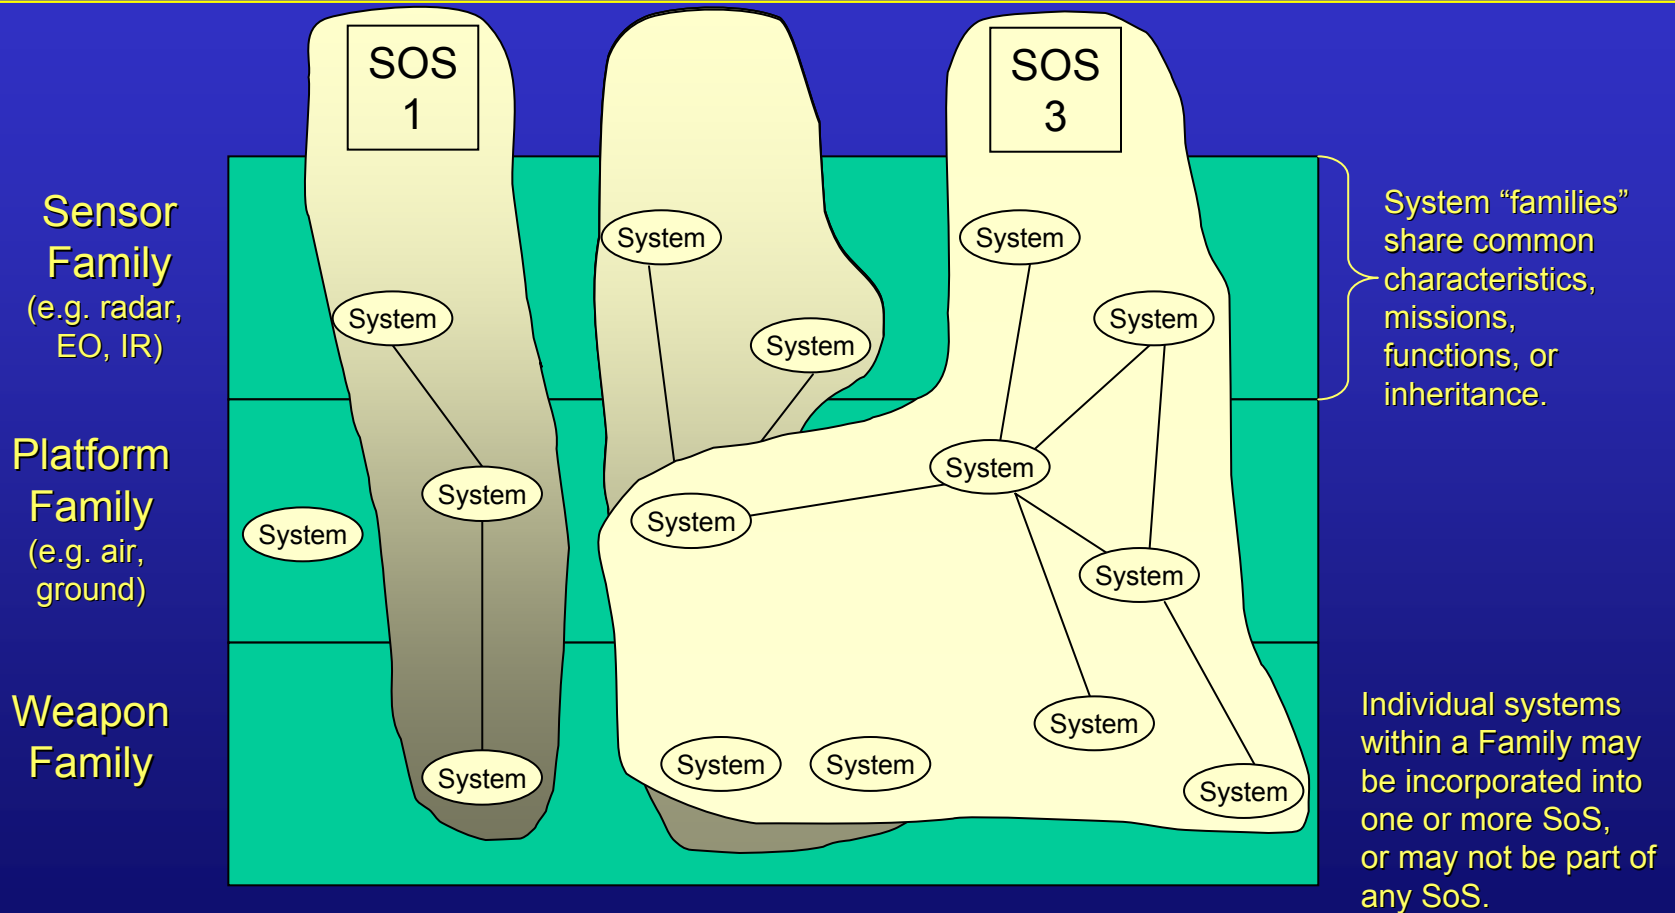 SOS
1
SOS
3
Sensor
Family
(e.g. radar,
EO, IR)
System
System
System
System
System
System “families”
share common
characteristics,
missions,
functions, or
inheritance.
Platform
Family
(e.g. air,
ground)
System
System
System
System
System
Weapon
Family
System
System
System
System
System
Individual systems
within a Family may
be incorporated into
one or more SoS,
or may not be part of
any SoS.